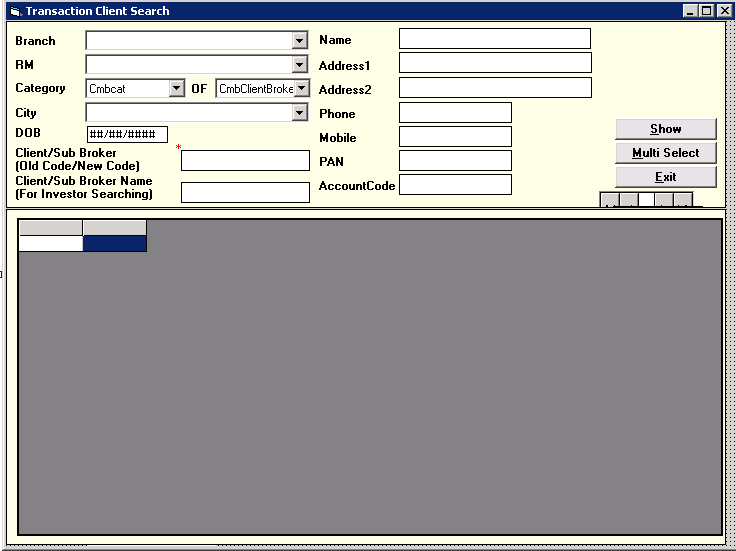 Transaction Client Search
Branch
RM
Category Cmbcat OF CmbClientBroke
City
DOB ##/##/####
*
Client/Sub Broker
(Old Code/New Code)
Client/Sub Broker Name
(For Investor Searching)
Name
Address1
Address2
Phone
Mobile
PAN
AccountCode
Show
Multi Select
Exit